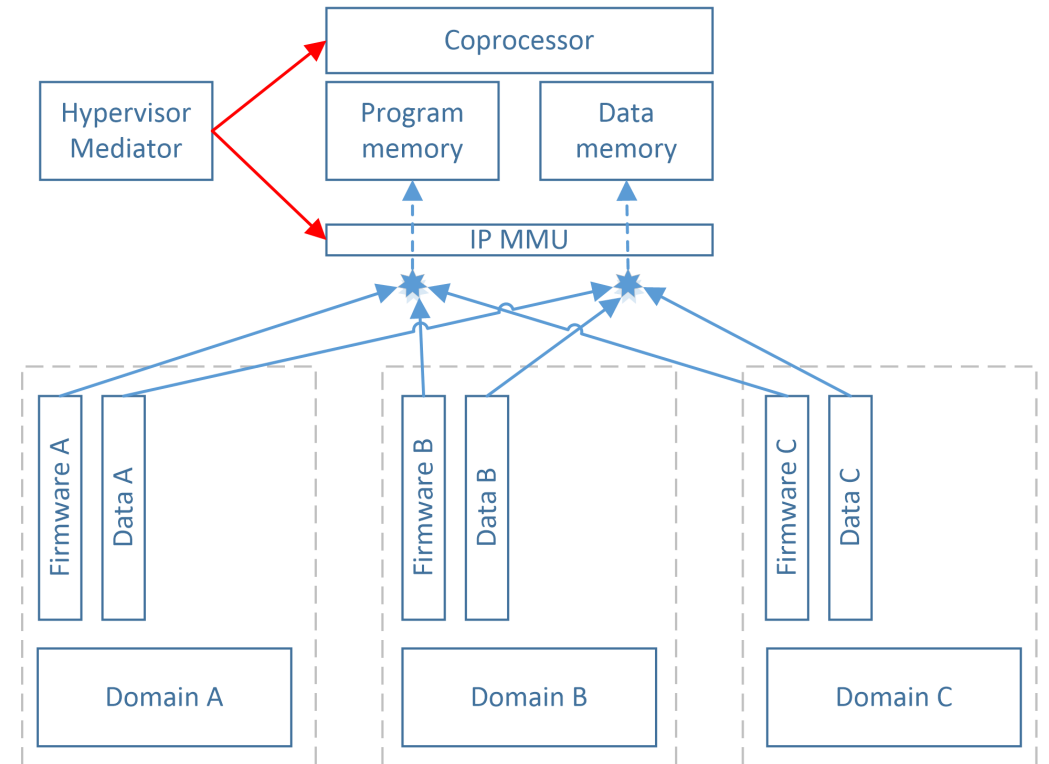 Coprocessor
Hypervisor
Mediator
Program
memory
Data
memory
IP MMU
Firmware A
Data A
Firmware B
Data B
Firmware C
Data C
Domain A
Domain B
Domain C